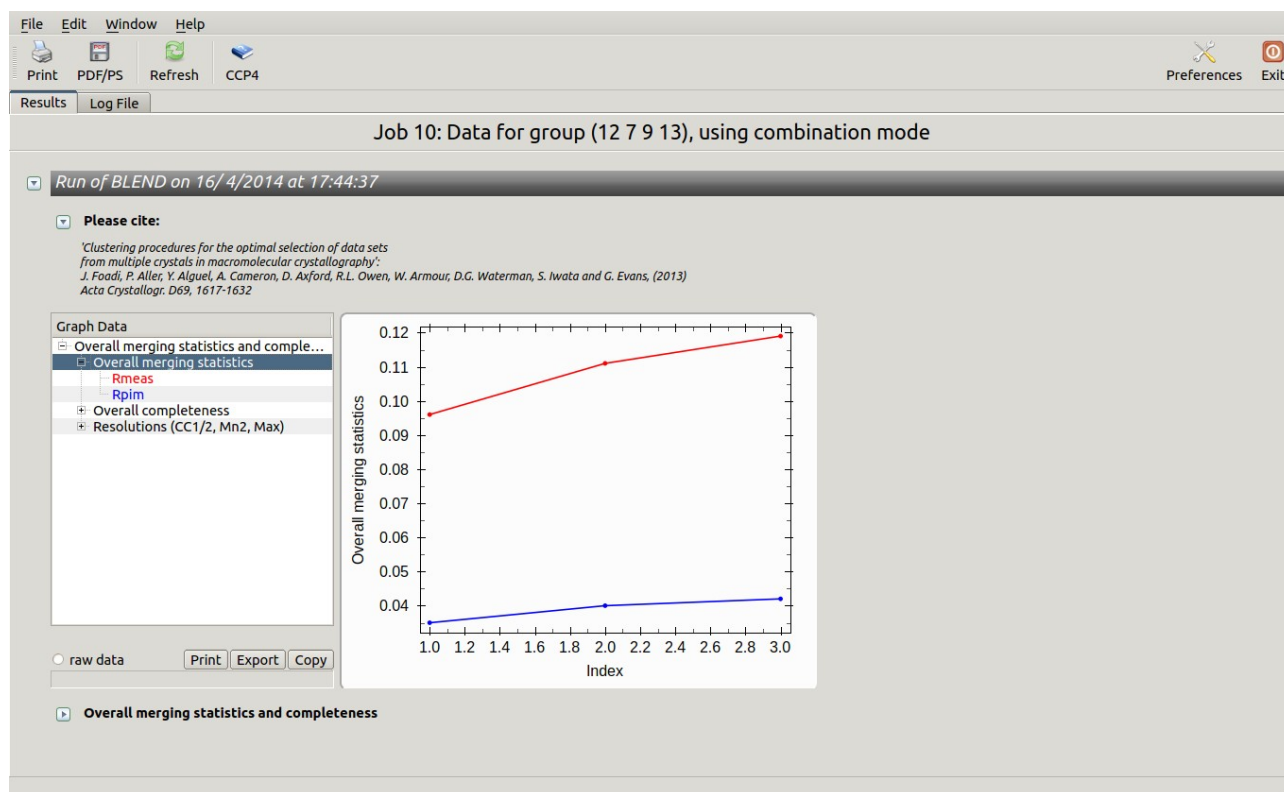 File Edit Window Help
Print PDF/PS Refresh CCP4 Preferences Exit
Results Log File
Job 10: Data for group (12 7 9 13), using combination mode
Run of BLEND on 16/ 4/2014 at 17:44:37
Please cite:
'Clustering procedures for the optimal selection of data sets
from multiple crystals in macromolecular crystallography':
J. Foadi, P. Aller, Y. Alguel, A. Cameron, D. Axford, R.L. Owen, W. Armour, D.G. Waterman, S. Iwata and G. Evans, (2013)
Acta Crystallogr. D69, 1617-1632
Graph Data
Overall merging statistics and comple...
Overall merging statistics
Rmeas
Rpim
Overall completeness
Resolutions (CC1/2, Mn2, Max)
raw data Print Export Copy
Overall merging statistics
0.12
0.11
0.10
0.09
0.08
0.07
0.06
0.05
0.04
1.0 1.2 1.4 1.6 1.8 2.0 2.2 2.4 2.6 2.8 3.0
Index
Overall merging statistics and completeness